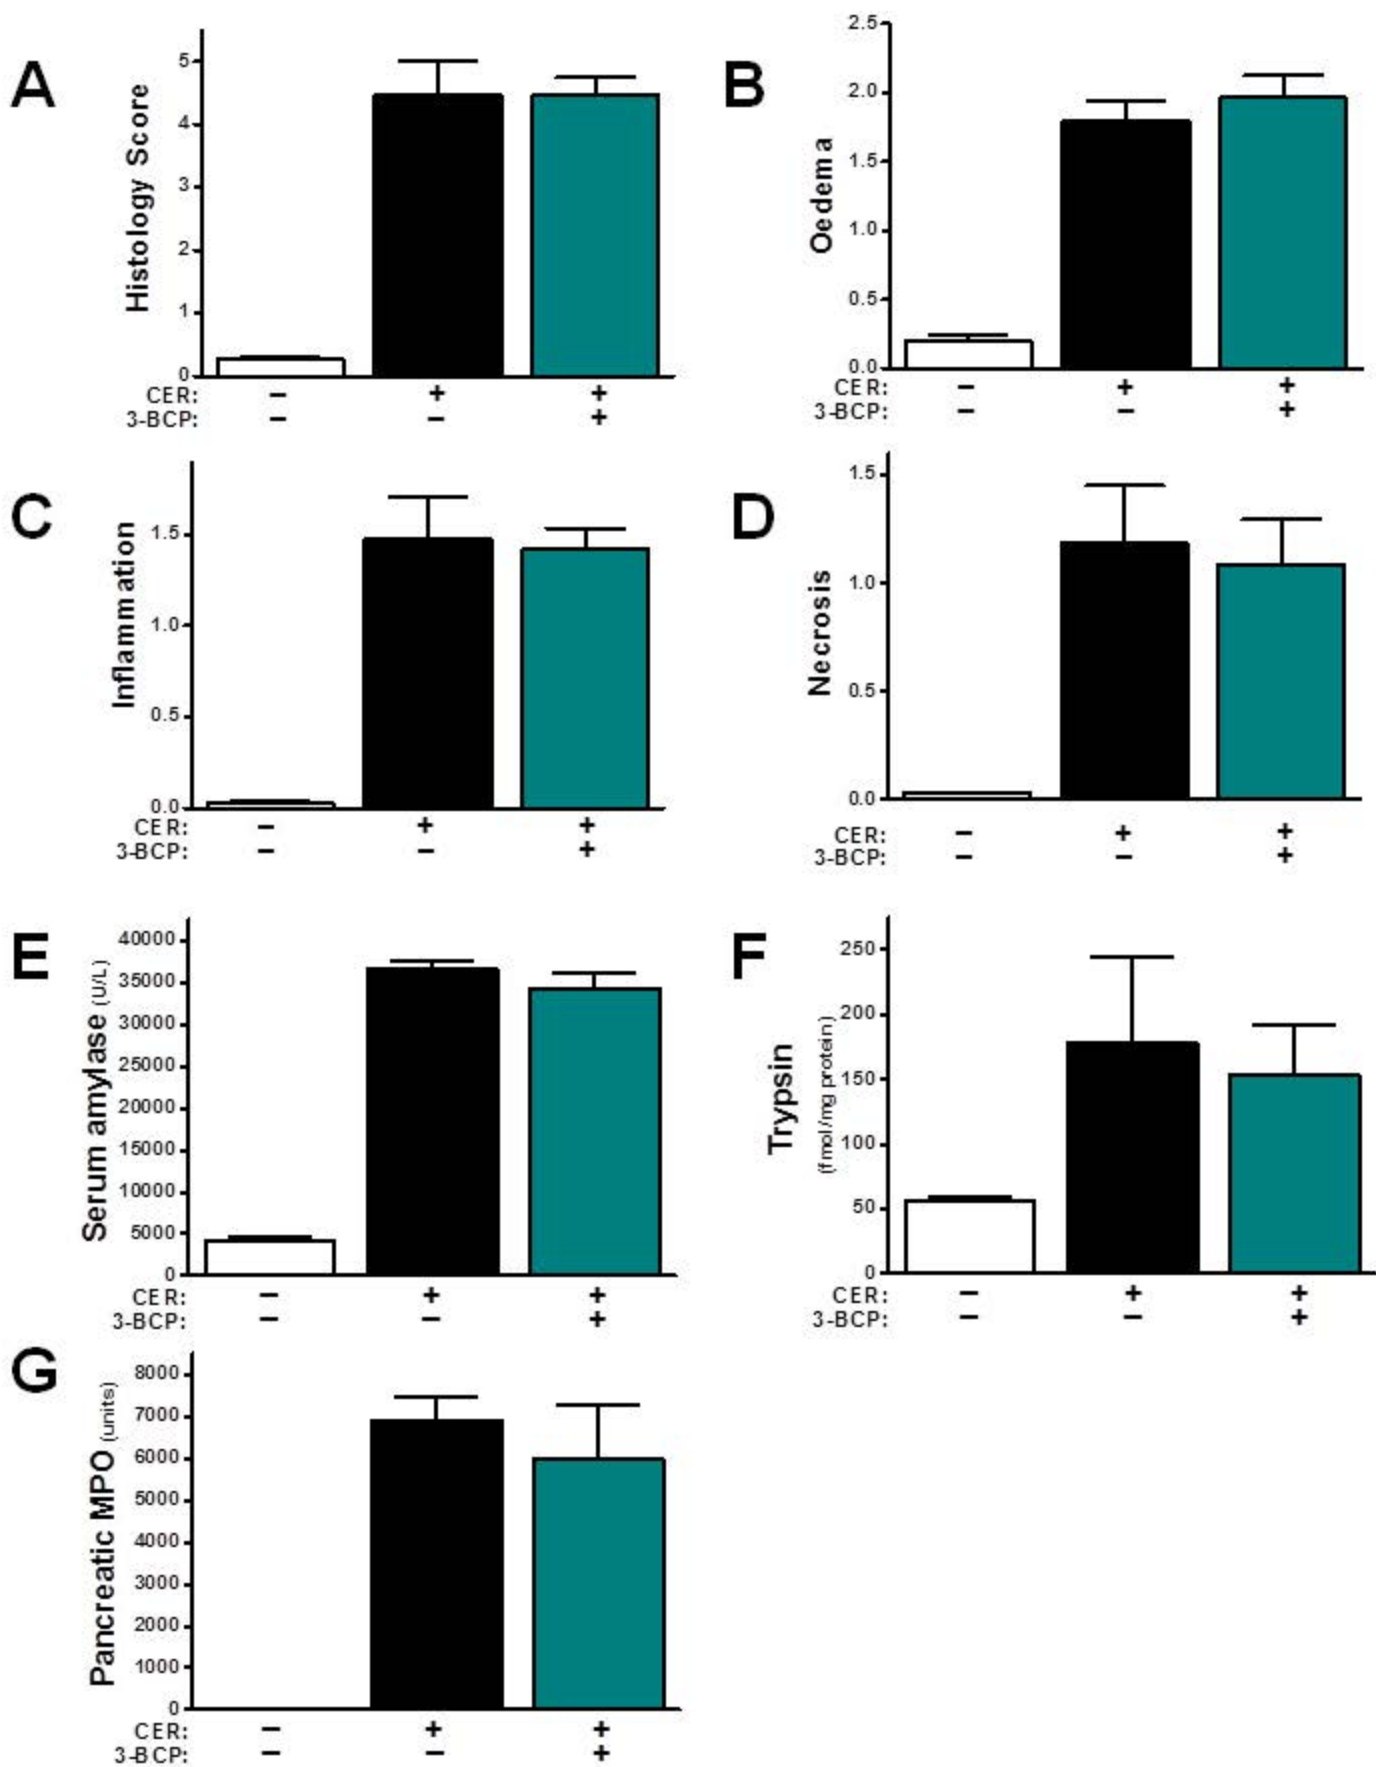 A
Histology Score
5
4
3
2
1
0
CER: – + +
3-BCP: – – +
B
Oedema
2.5
2.0
1.5
1.0
0.5
0.0
CER: – + +
3-BCP: – – +
C
Inflammation
1.5
1.0
0.5
0.0
CER: – + +
3-BCP: – – +
D
Necrosis
1.5
1.0
0.5
0.0
CER: – + +
3-BCP: – – +
E
Serum amylase (U/L)
40000
35000
30000
25000
20000
15000
10000
5000
0
CER: – + +
3-BCP: – – +
F
Trypsin
(fmol/mg protein)
250
200
150
100
50
0
CER: – + +
3-BCP: – – +
G
Pancreatic MPO (units)
8000
7000
6000
5000
4000
3000
2000
1000
0
CER: – + +
3-BCP: – – +